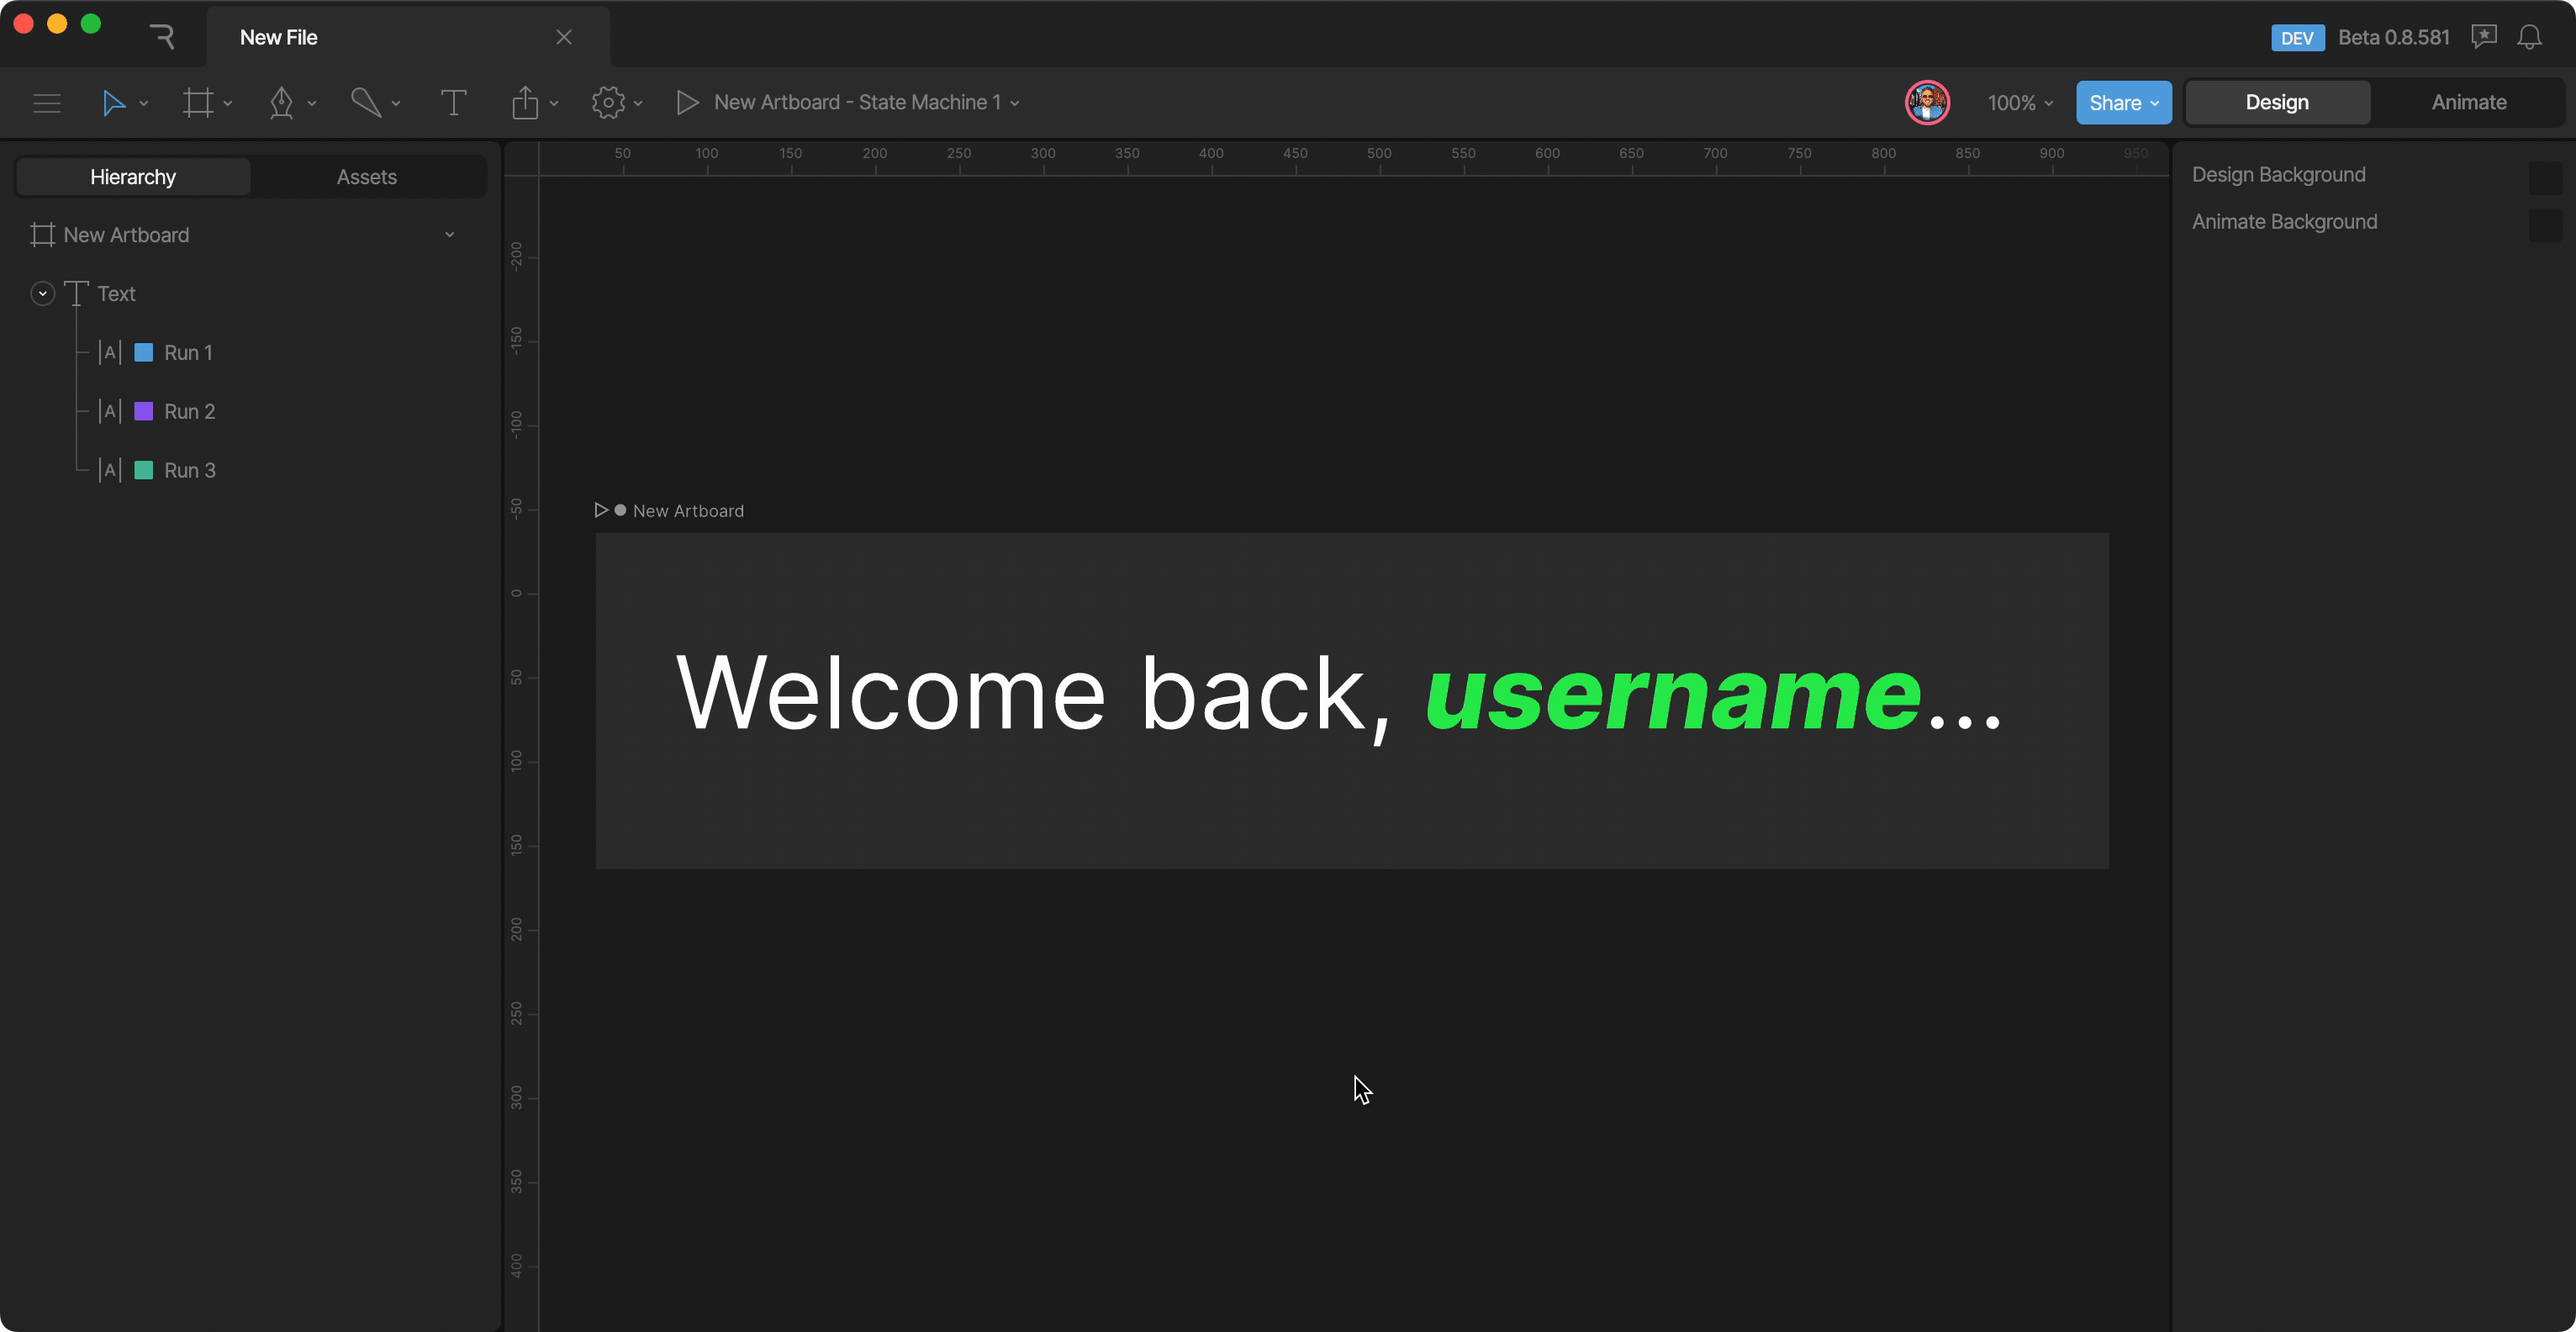 New File
DEV Beta 0.8.581
New Artboard - State Machine 1
100%
Share
Design
Animate
Hierarchy
Assets
New Artboard
Text
A Run 1
A Run 2
A Run 3
50 100 150 200 250 300 350 400 450 500 550 600 650 700 750 800 850 900 950
-200
-150
-100
-50
0
50
100
150
200
250
300
350
400
New Artboard
Welcome back, username...
Design Background
Animate Background